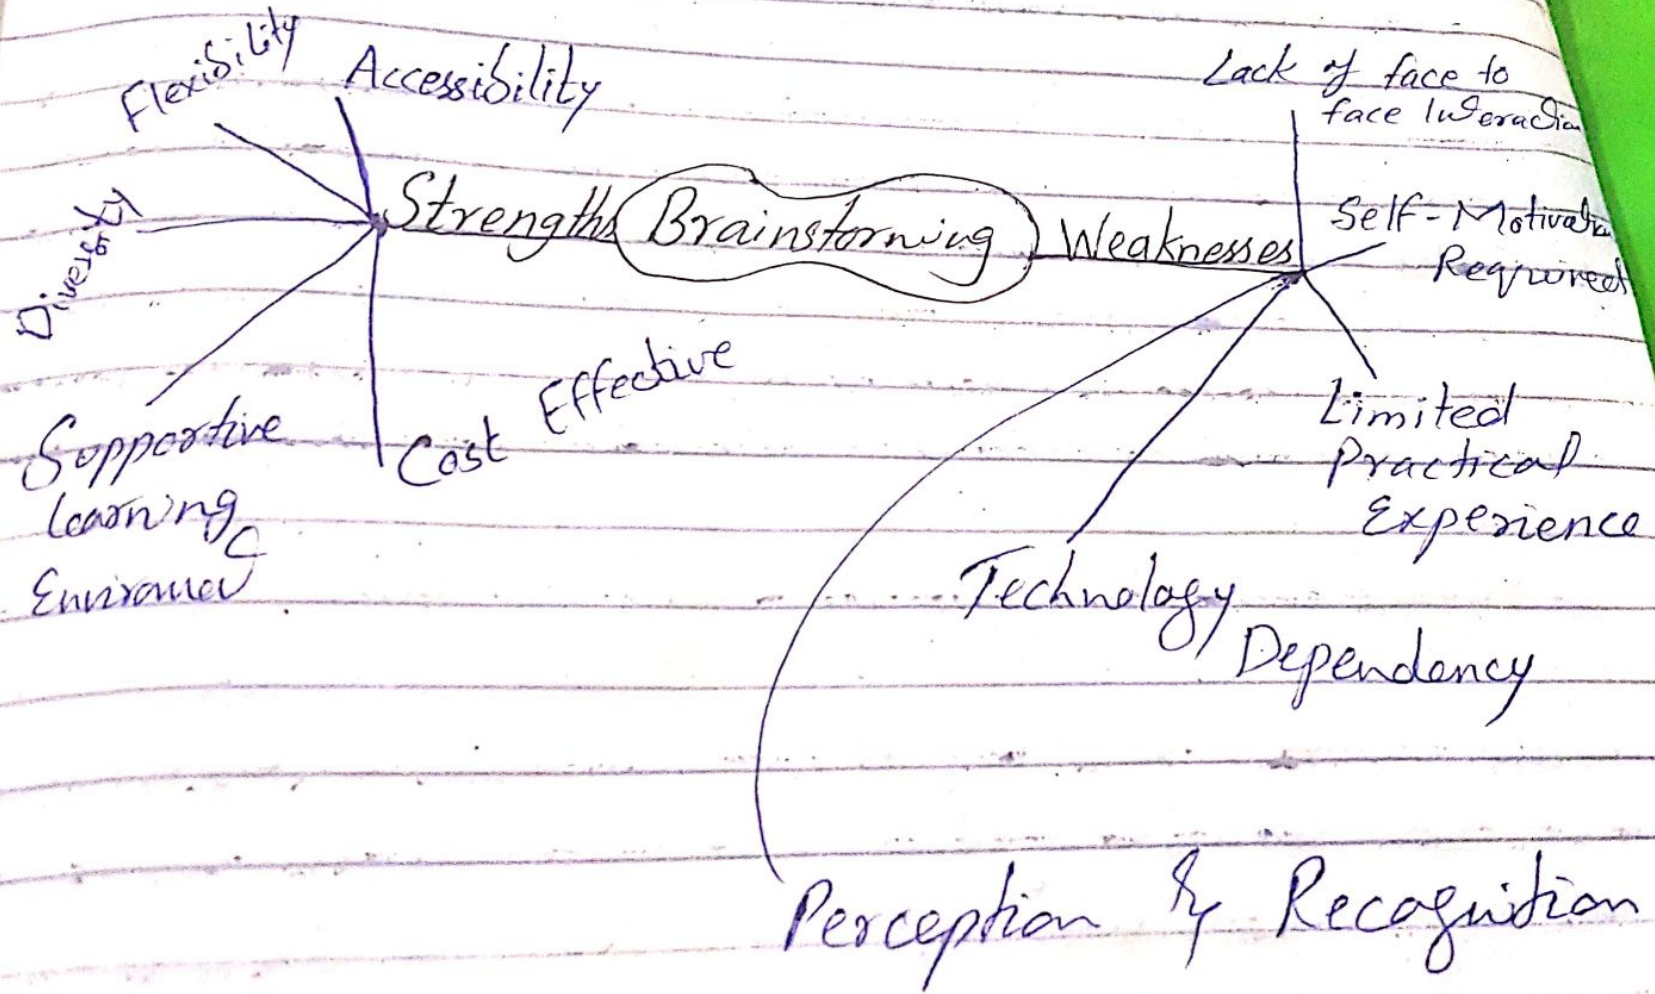 Flexibility
Accessibility
Diversity
Strengths
Supportive
learning
Enviromet
Cost Effective
Brainstorming
Weaknesses
Lack of face to
face Interaction
Self-Motivation
Required
Limited
Practical
Experience
Technology
Dependency
Perception & Recognition